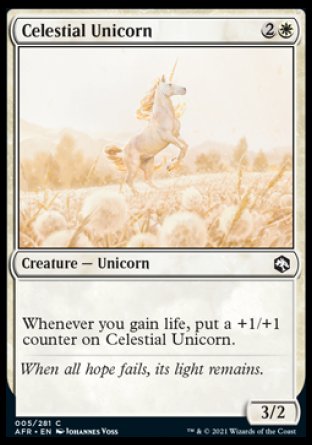 Celestial Unicorn 2
Creature — Unicorn
Whenever you gain life, put a +1/+1
counter on Celestial Unicorn.
When all hope fails, its light remains.
3/2
005/281 C
AFR • EN Johannes Voss
™ & © 2021 Wizards of the Coast